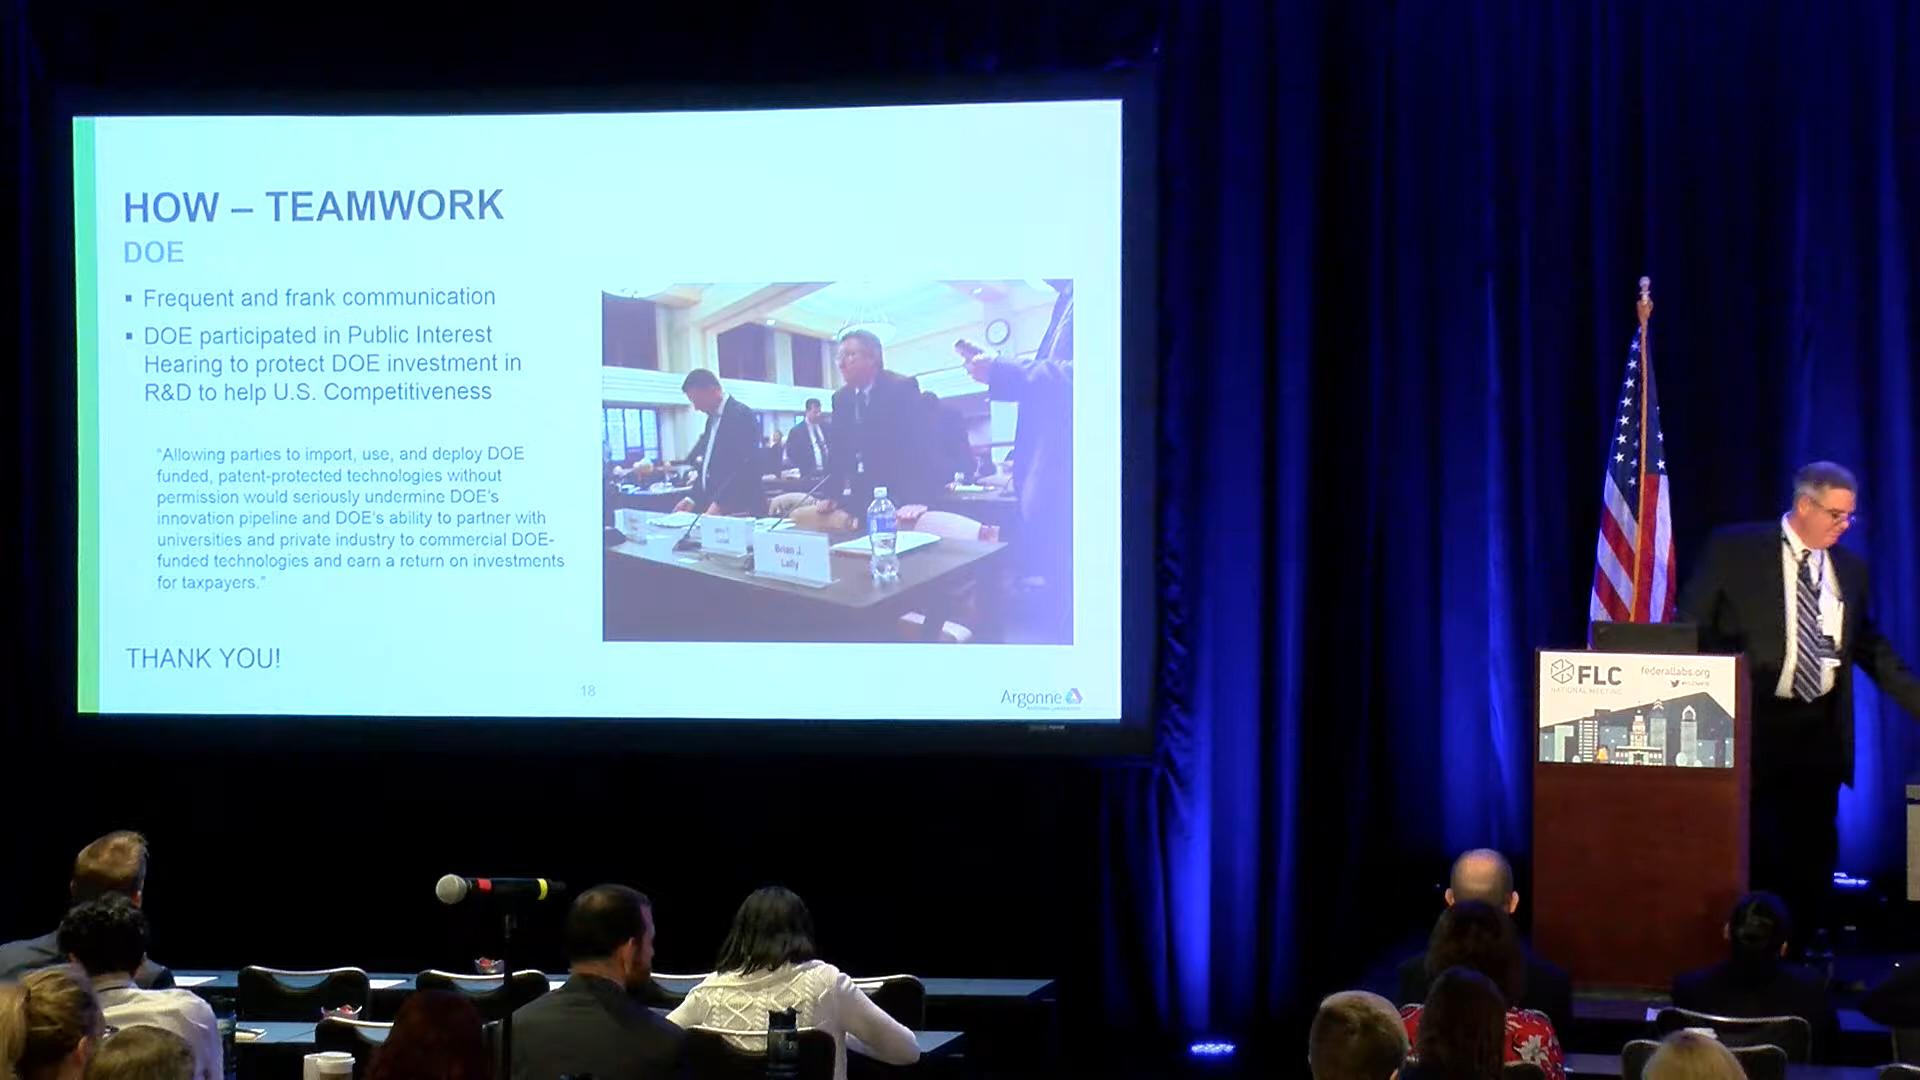 HOW – TEAMWORK
DOE
▪ Frequent and frank communication
▪ DOE participated in Public Interest
Hearing to protect DOE investment in
R&D to help U.S. Competitiveness
“Allowing parties to import, use, and deploy DOE
funded, patent-protected technologies without
permission would seriously undermine DOE's
innovation pipeline and DOE's ability to partner with
universities and private industry to commercial DOE-
funded technologies and earn a return on investments
for taxpayers.”
THANK YOU!
18
Argonne
Brian J.
Lally
FLC
NATIONAL MEETING
federallabs.org